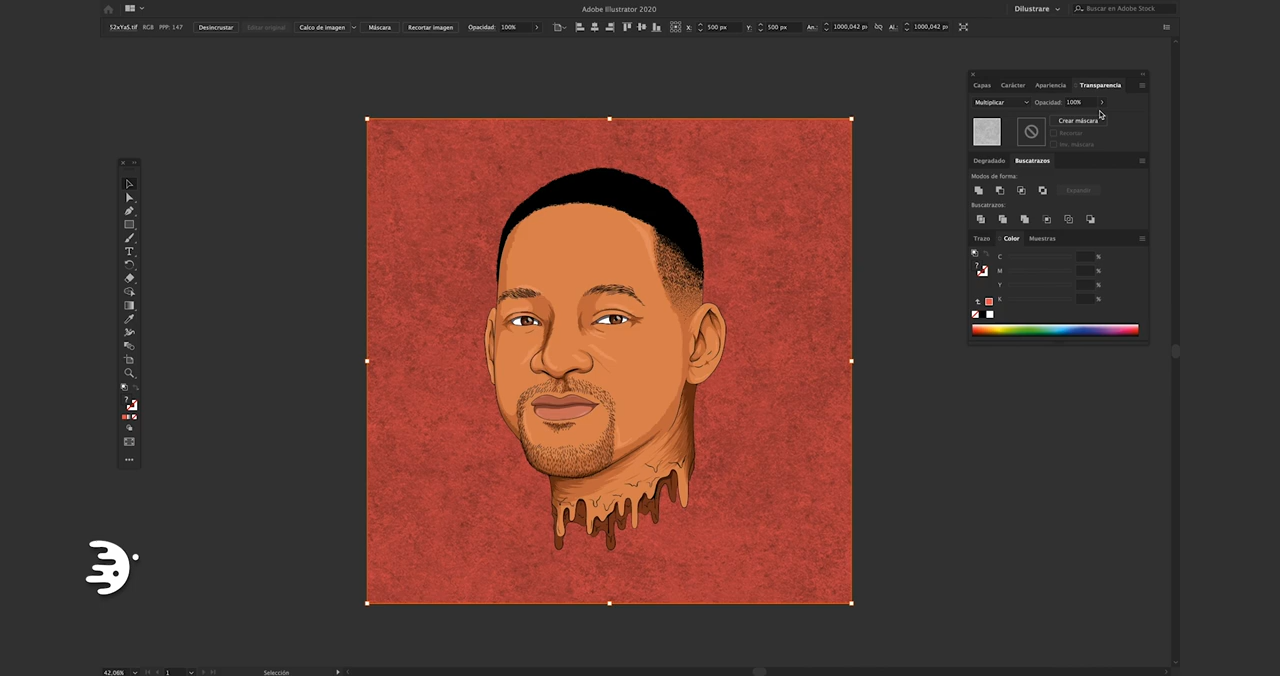 Adobe Illustrator 2020
Dilustrare
Buscar en Adobe Stock
52xYaS.tif RGB PPP: 147 Desincrustar Editar original Calco de imagen Máscara Recortar imagen Opacidad: 100% X: 500 px Y: 500 px An.: 1000,042 px Al.: 1000,042 px
Capas Carácter Apariencia Transparencia
Multiplicar Opacidad: 100%
Crear máscara
Recortar
Inv. máscara
Degradado Buscatrazos
Modos de forma:
Expandir
Buscatrazos:
Trazo Color Muestras
C %
M %
Y %
K %
42,08% 1 Selección